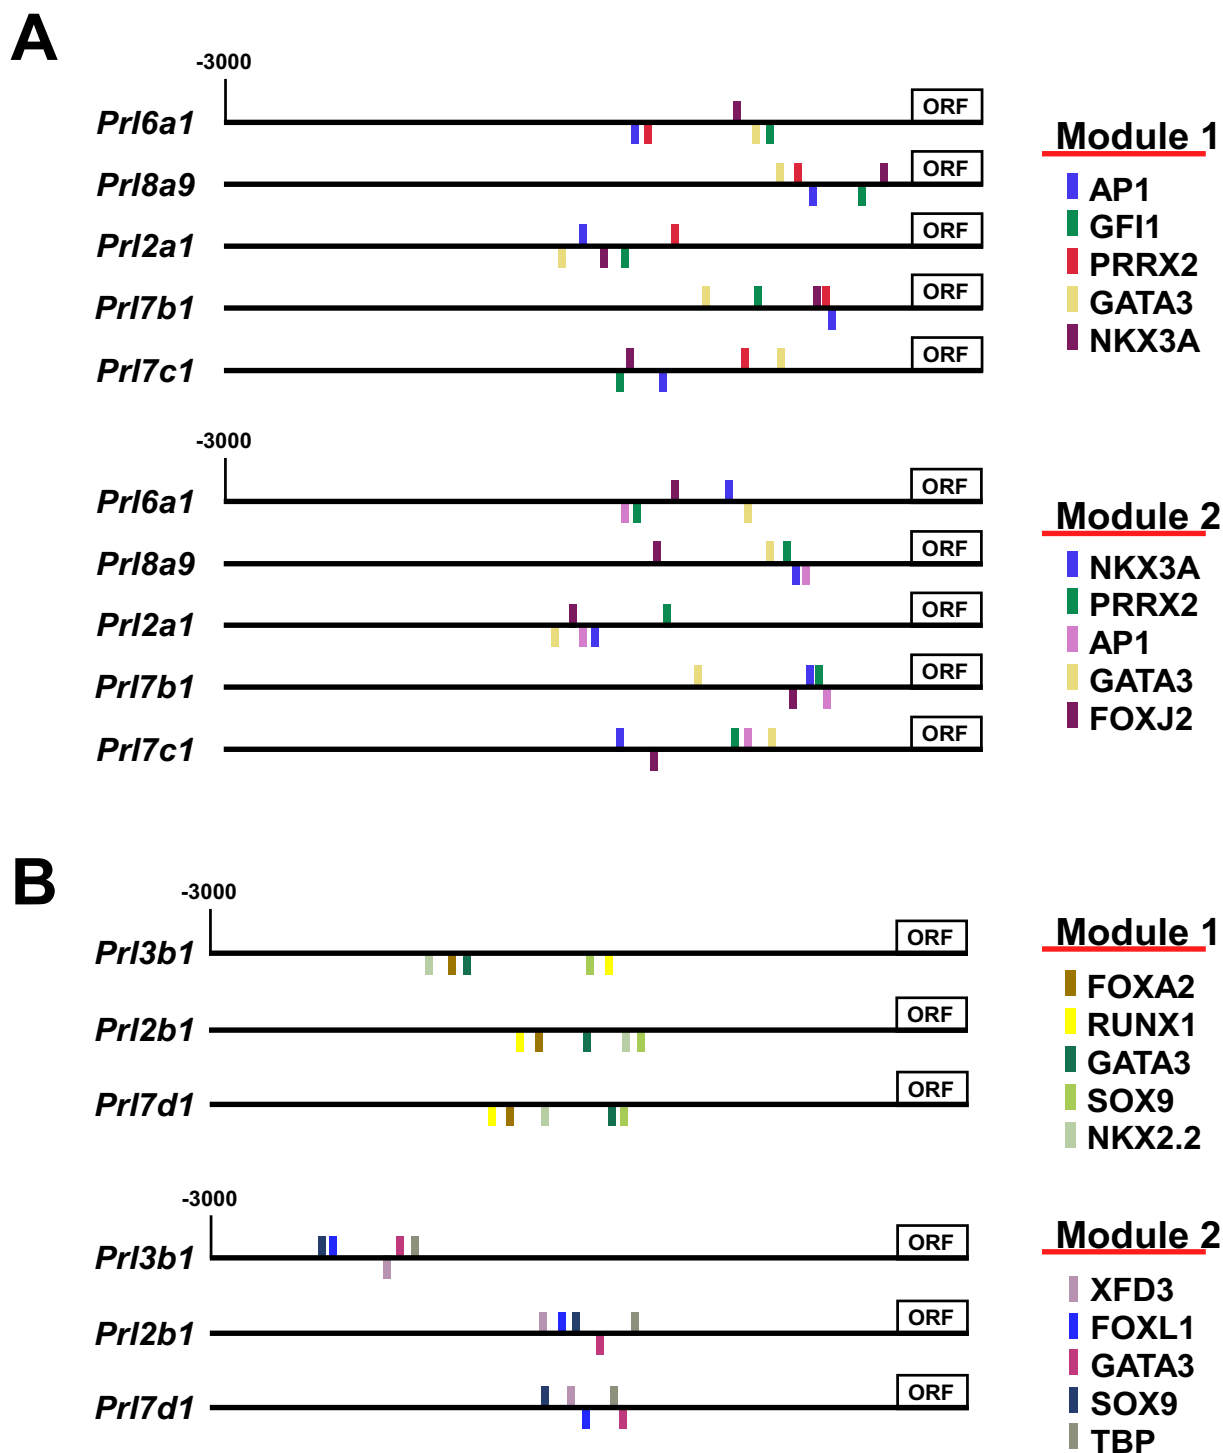 A
-3000
Prl6a1 ORF
Prl8a9 ORF
Prl2a1 ORF
Prl7b1 ORF
Prl7c1 ORF
Module 1
AP1
GFI1
PRRX2
GATA3
NKX3A
-3000
Prl6a1 ORF
Prl8a9 ORF
Prl2a1 ORF
Prl7b1 ORF
Prl7c1 ORF
Module 2
NKX3A
PRRX2
AP1
GATA3
FOXJ2
B
-3000
Prl3b1 ORF
Prl2b1 ORF
Prl7d1 ORF
Module 1
FOXA2
RUNX1
GATA3
SOX9
NKX2.2
-3000
Prl3b1 ORF
Prl2b1 ORF
Prl7d1 ORF
Module 2
XFD3
FOXL1
GATA3
SOX9
TBP